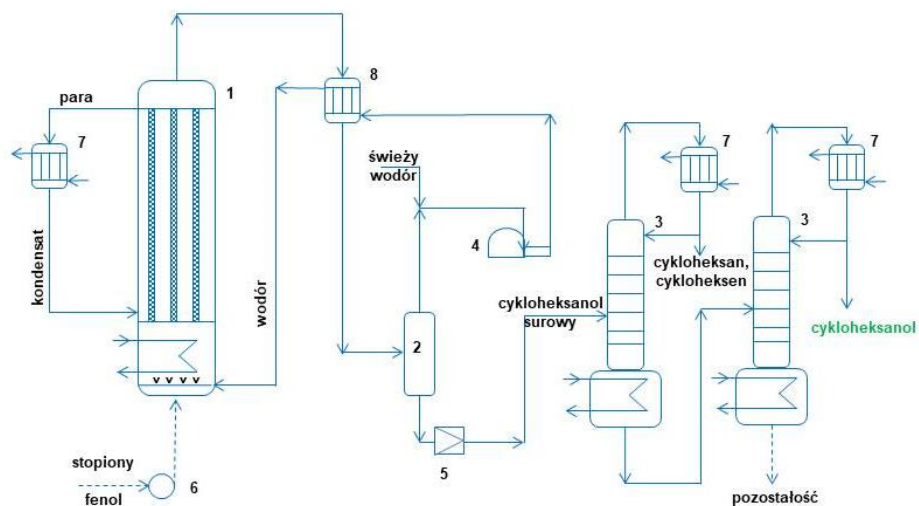 1
8
para
7
7
7
świeży
wodór
3
3
4
kondensat
wodór
cykloheksan,
cykloheksen
cykloheksanol
surowy
cykloheksanol
2
stopiony
fenol
6
5
pozostałość